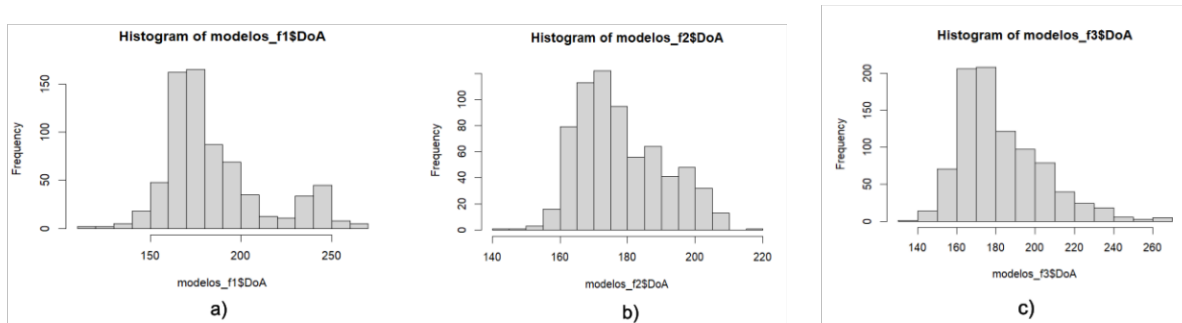 Histogram of modelos_f1$DoA
Frequency
0 50 100 150
150 200 250
modelos_f1$DoA
a)
Histogram of modelos_f2$DoA
Frequency
0 20 40 60 80 100
140 160 180 200 220
modelos_f2$DoA
b)
Histogram of modelos_f3$DoA
Frequency
0 50 100 150 200
140 160 180 200 220 240 260
modelos_f3$DoA
c)